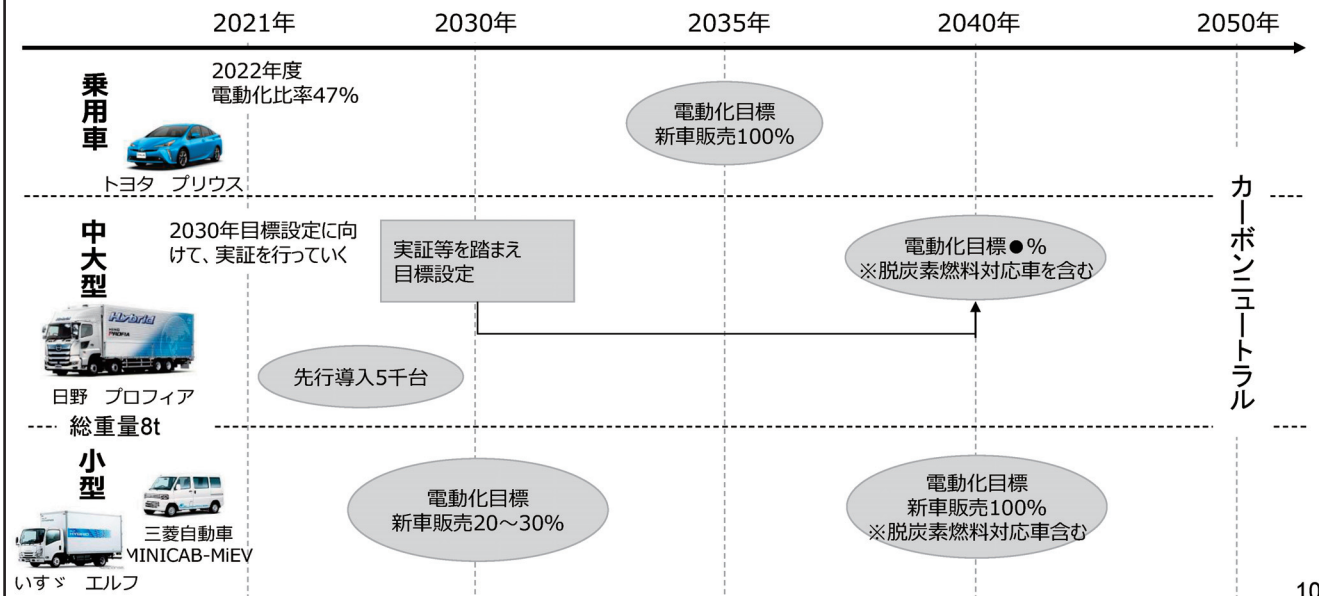 2021年
2030年
2035年
2040年
2050年
乗用車
2022年度
電動化比率47%
電動化目標
新車販売100%
トヨタ　プリウス
中大型
2030年目標設定に向
けて、実証を行っていく
実証等を踏まえ
目標設定
電動化目標●%
※脱炭素燃料対応車を含む
Hybrid
日野　プロフィア
先行導入5千台
総重量8t
小型
三菱自動車
MINICAB-MiEV
いすゞ　エルフ
電動化目標
新車販売20～30%
電動化目標
新車販売100%
※脱炭素燃料対応車含む
カーボンニュートラル
10